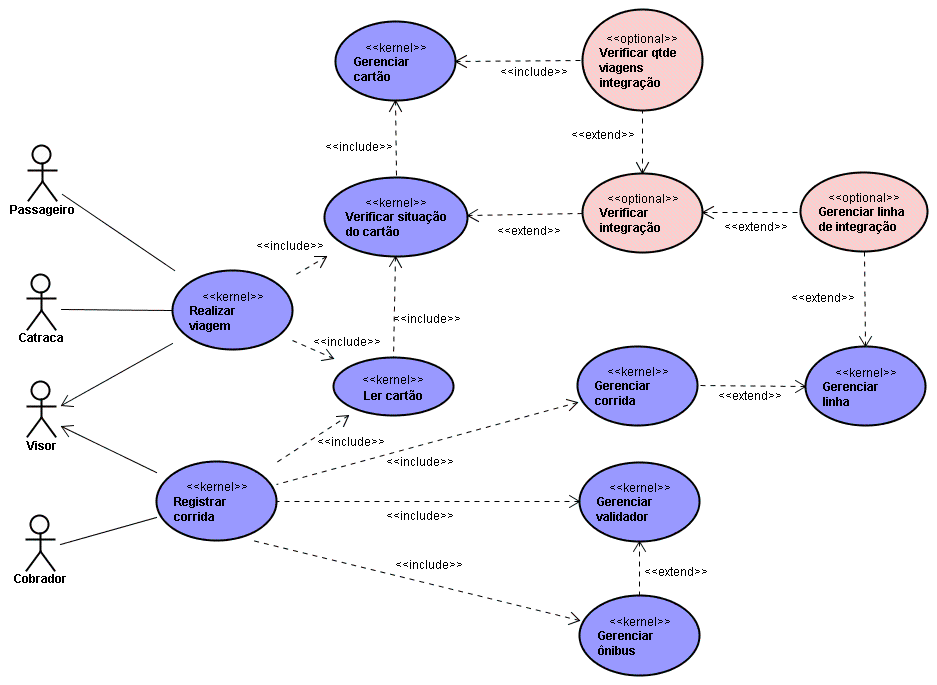 <<kernel>>
Gerenciar
cartão
<<include>>
<<optional>>
Verificar qtde
viagens
integração
<<include>>
<<extend>>
Passageiro
<<kernel>>
Verificar situação
do cartão
<<extend>>
<<optional>>
Verificar
integração
<<extend>>
<<optional>>
Gerenciar linha
de integração
<<include>>
<<extend>>
Catraca
<<kernel>>
Realizar
viagem
<<include>>
<<include>>
<<kernel>>
Ler cartão
<<kernel>>
Gerenciar
corrida
<<extend>>
<<kernel>>
Gerenciar
linha
Visor
<<include>>
<<include>>
<<kernel>>
Registrar
corrida
<<include>>
<<kernel>>
Gerenciar
validador
Cobrador
<<include>>
<<extend>>
<<kernel>>
Gerenciar
ônibus